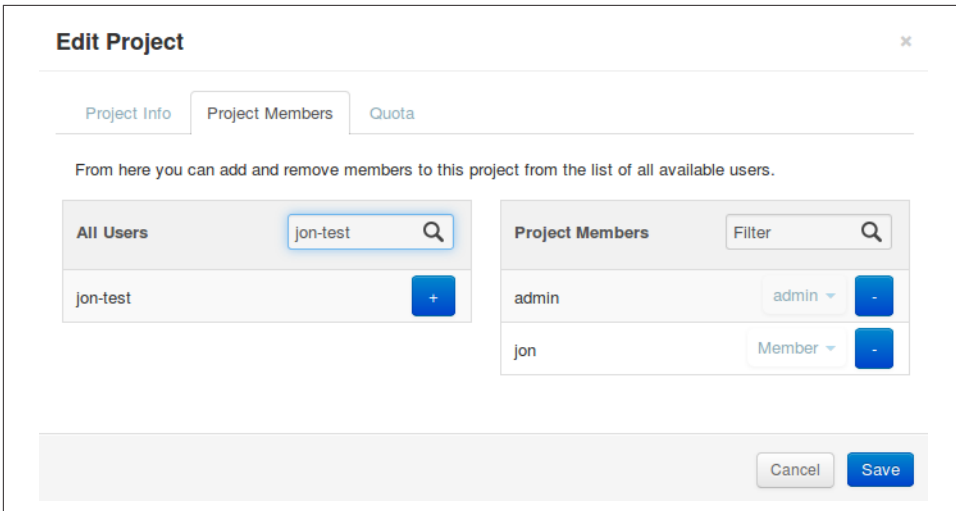 Edit Project ×
Project Info Project Members Quota
From here you can add and remove members to this project from the list of all available users.
All Users jon-test
jon-test +
Project Members Filter
admin admin -
jon Member -
Cancel Save